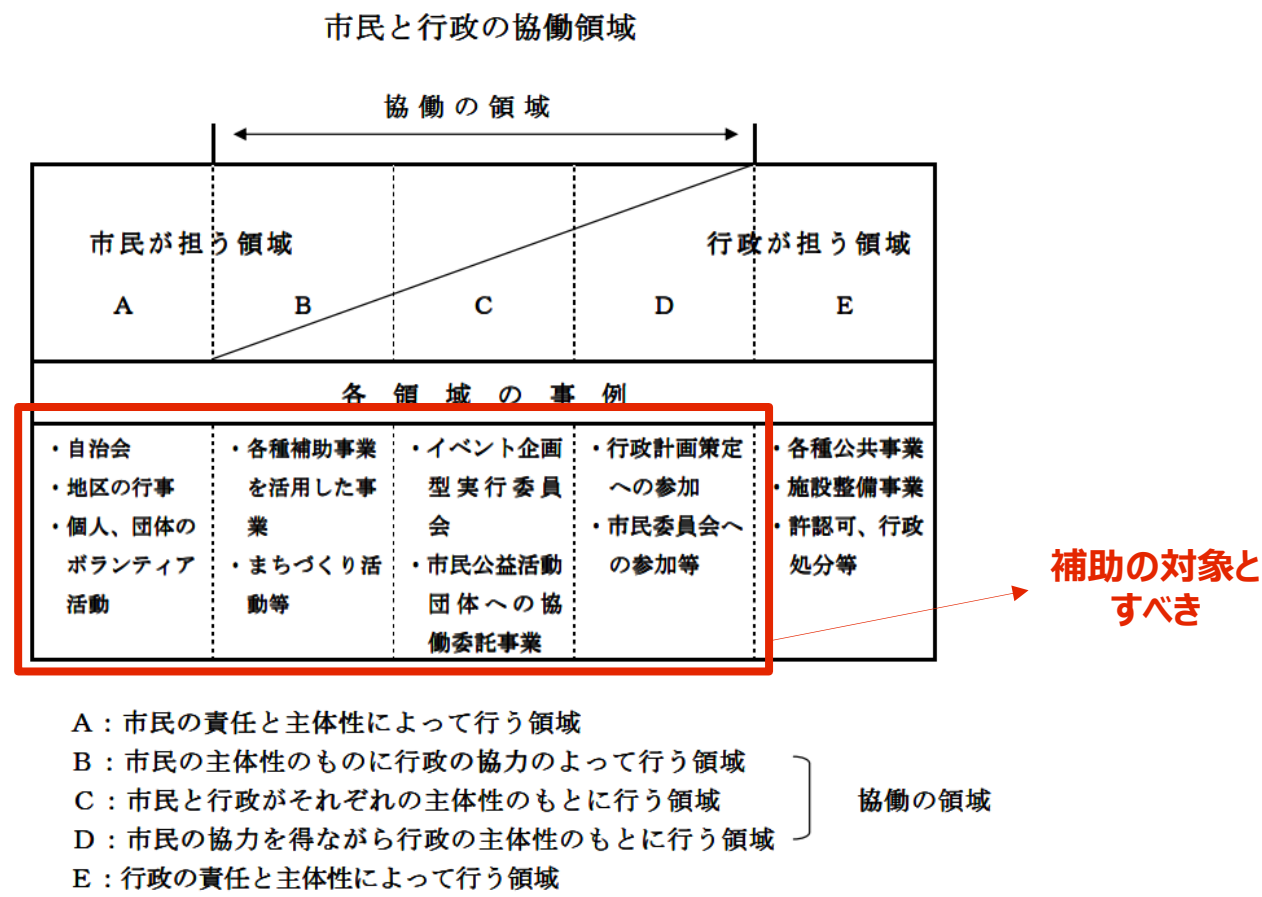 市民と行政の協働領域
協働の領域
市民が担う領域
行政が担う領域
A
B
C
D
E
各領域の事例
・自治会
・地区の行事
・個人、団体の
ボランティア
活動
・各種補助事業
を活用した事
業
・まちづくり活
動等
・イベント企画
型実行委員
会
・市民公益活動
団体への協
働委託事業
・行政計画策定
への参加
・市民委員会へ
の参加等
・各種公共事業
・施設整備事業
・許認可、行政
処分等
補助の対象と
すべき
A：市民の責任と主体性によって行う領域
B：市民の主体性のものに行政の協力のよって行う領域
C：市民と行政がそれぞれの主体性のもとに行う領域
D：市民の協力を得ながら行政の主体性のもとに行う領域
E：行政の責任と主体性によって行う領域
協働の領域